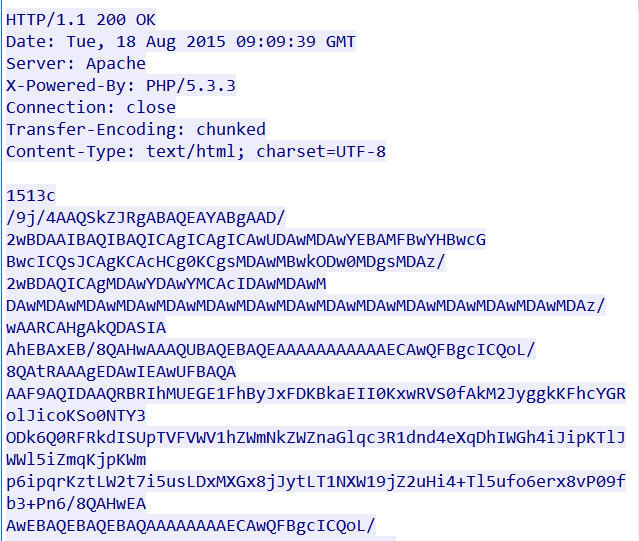 HTTP/1.1 200 OK
Date: Tue, 18 Aug 2015 09:09:39 GMT
Server: Apache
X-Powered-By: PHP/5.3.3
Connection: close
Transfer-Encoding: chunked
Content-Type: text/html; charset=UTF-8
1513c
/9j/4AAQSkZJRgABAQEAYABgAAD/
2wBDAAIBAQIBAQICAgICAgICAwUDAwMDAwYEBAMFBwYHBwcG
BwcICQsJCAgKCAcHCg0KCgsMDAwMBwkODw0MDgsMDAz/
2wBDAQICAgMDAwYDAwYMCAcIDAwMDAwM
DAwMDAwMDAwMDAwMDAwMDAwMDAwMDAwMDAwMDAwMDAwMDAwMDAwMDAz/
wAARCAHgAkQDASIA
AhEBAxEB/8QAHwAAAQUBAQEBAQEAAAAAAAAAAAECAwQFBgcICQoL/
8QAtRAAAgEDAwIEAwUFBAQA
AAF9AQIDAAQRBRIhMUEGE1FhByJxFDKBkaEII0KxwRVS0fAkM2JyggkKFhcYGR
olJicoKSo0NTY3
ODk6Q0RFRkdISUpTVFVWV1hZWmNkZWZnaGlqc3R1dnd4eXqDhIWGh4iJipKTlJ
WWl5iZmqKjpKWm
p6ipqrKztLW2t7i5usLDxMXGx8jJytLT1NXW19jZ2uHi4+Tl5ufo6erx8vP09f
b3+Pn6/8QAHwEA
AwEBAQEBAQEBAQAAAAAAAAECAwQFBgcICQoL/